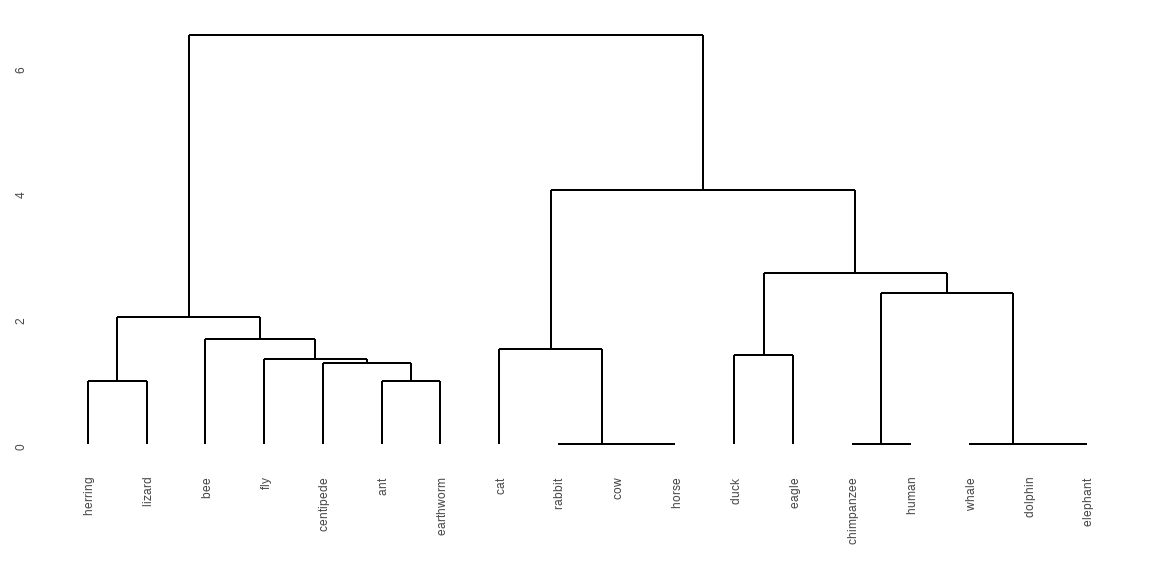 6
4
2
0
herring
lizard
bee
fly
centipede
ant
earthworm
cat
rabbit
cow
horse
duck
eagle
chimpanzee
human
whale
dolphin
elephant